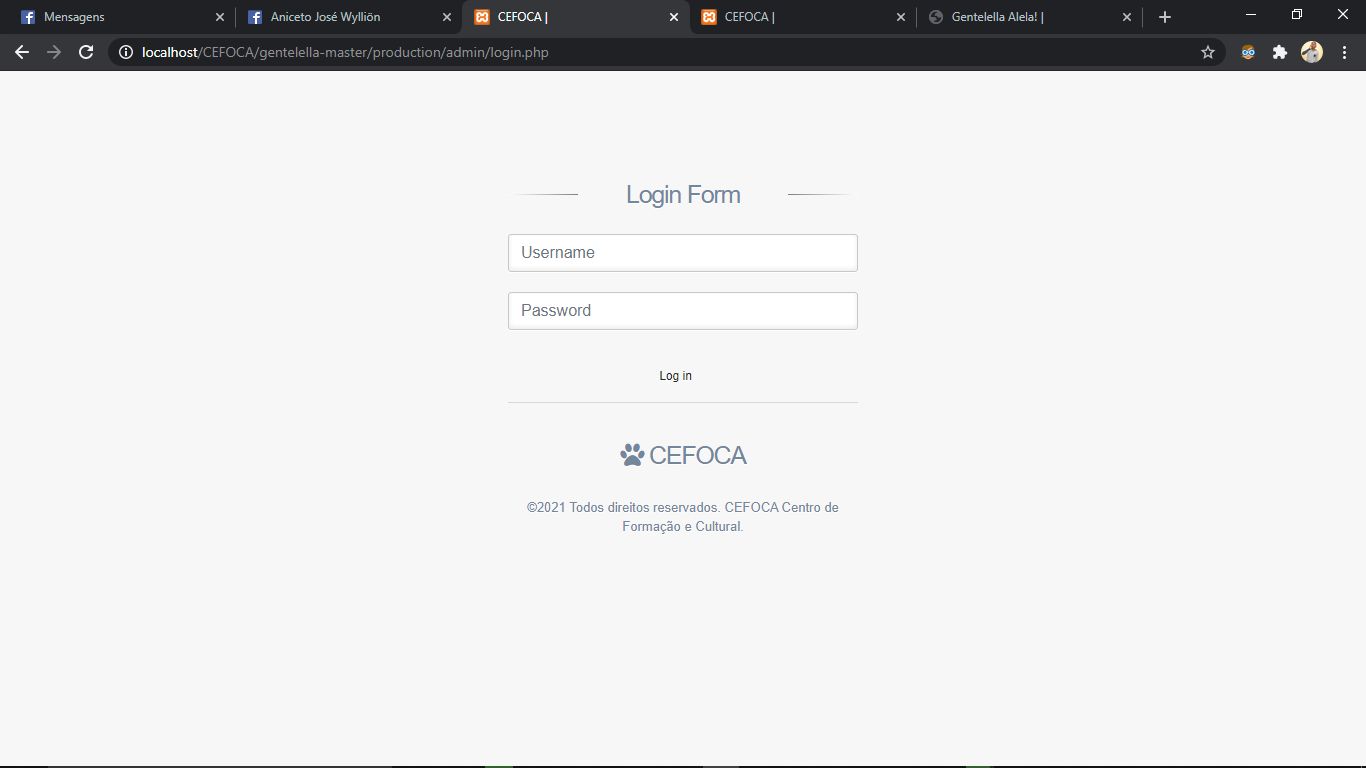 Mensagens
Aniceto José Wylliön
CEFOCA |
CEFOCA |
Gentelella Alela! |
localhost/CEFOCA/gentelella-master/production/admin/login.php
Login Form
Username
Password
Log in
CEFOCA
©2021 Todos direitos reservados. CEFOCA Centro de
Formação e Cultural.